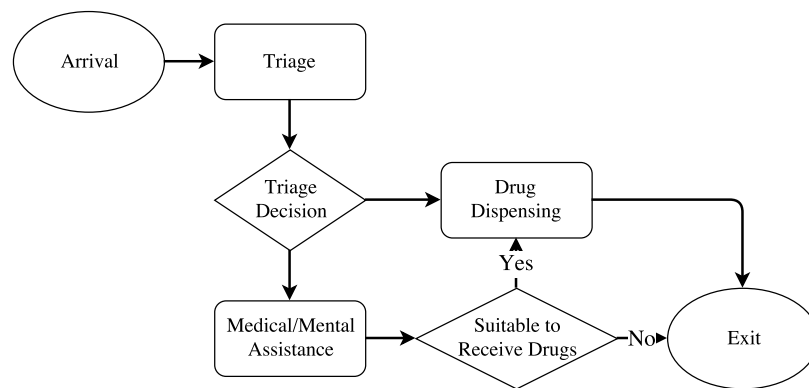 Arrival
Triage
Triage
Decision
Drug
Dispensing
Yes
Medical/Mental
Assistance
Suitable to
Receive Drugs
No
Exit